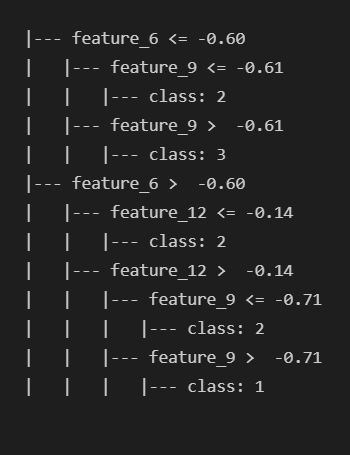 |--- feature_6 <= -0.60
|   |--- feature_9 <= -0.61
|   |   |--- class: 2
|   |--- feature_9 >  -0.61
|   |   |--- class: 3
|--- feature_6 >  -0.60
|   |--- feature_12 <= -0.14
|   |   |--- class: 2
|   |--- feature_12 >  -0.14
|   |   |--- feature_9 <= -0.71
|   |   |   |--- class: 2
|   |   |--- feature_9 >  -0.71
|   |   |   |--- class: 1